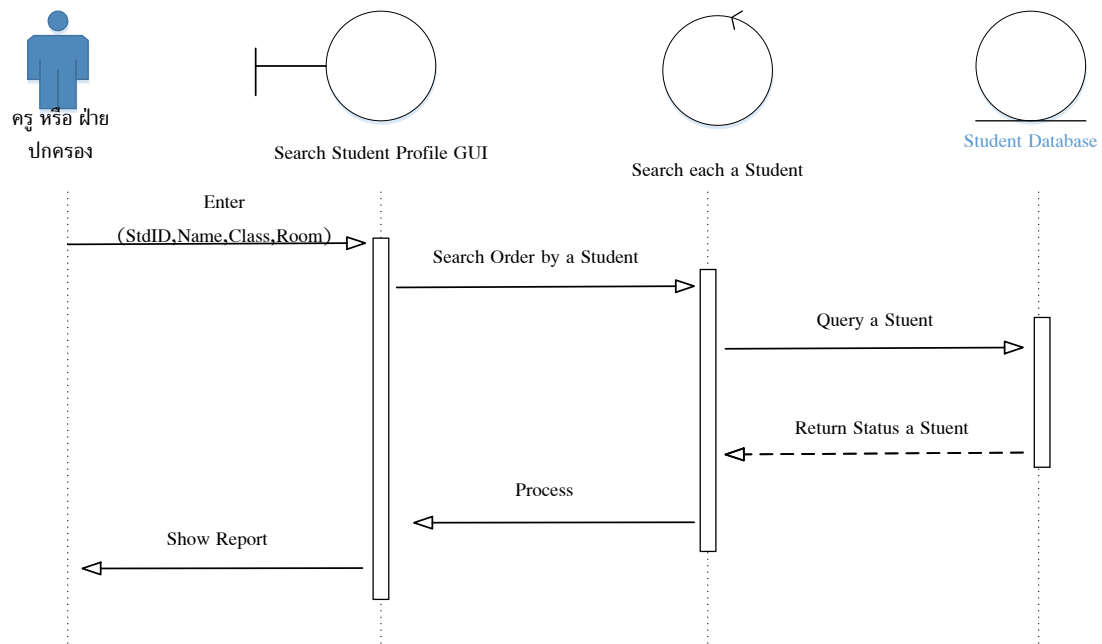 ครู หรือ ฝ่าย
ปกครอง
Search Student Profile GUI
Search each a Student
Student Database
Enter
(StdID,Name,Class,Room)
Search Order by a Student
Query a Stuent
Return Status a Stuent
Process
Show Report